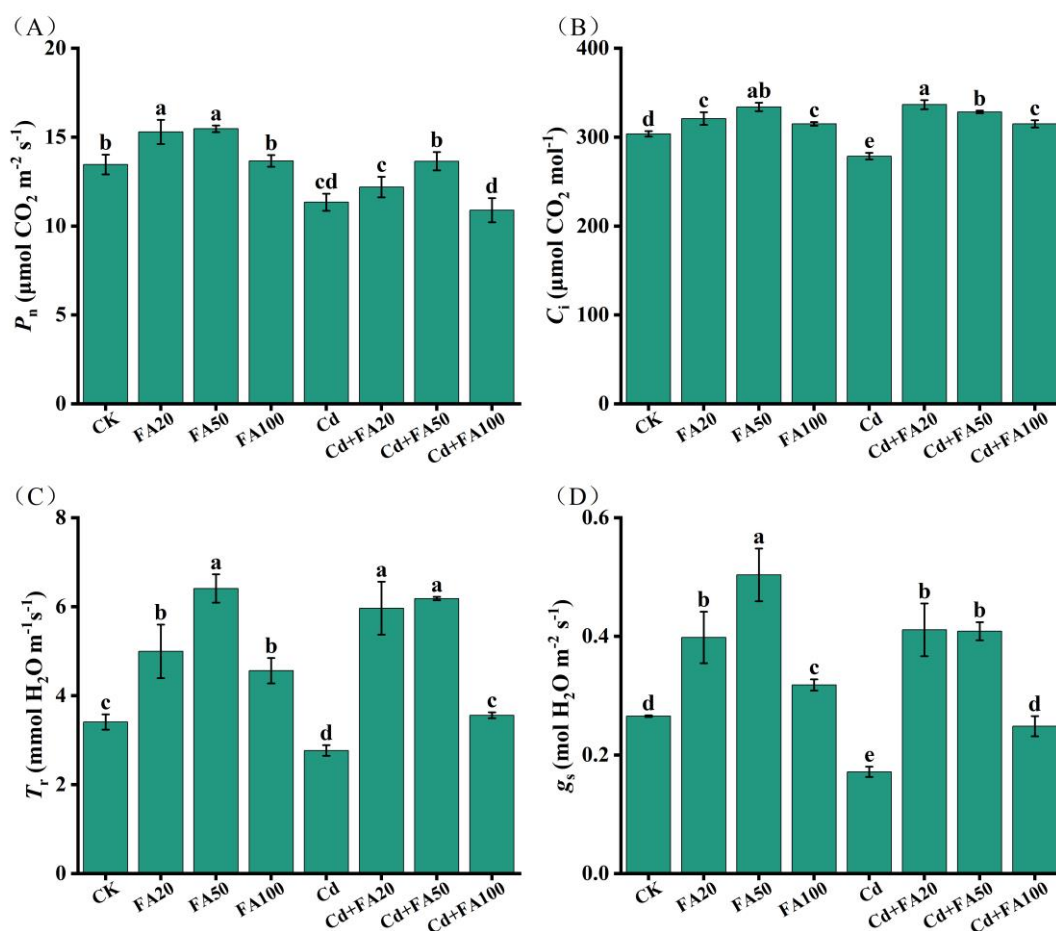 （A）
20
15
10
5
0
Pₙ (μmol CO₂ m⁻² s⁻¹)
b
a
a
b
cd
c
b
d
CK
FA20
FA50
FA100
Cd
Cd+FA20
Cd+FA50
Cd+FA100
（B）
400
300
200
100
0
Cᵢ (μmol CO₂ mol⁻¹)
d
c
ab
c
e
a
b
c
CK
FA20
FA50
FA100
Cd
Cd+FA20
Cd+FA50
Cd+FA100
（C）
8
6
4
2
0
Tᵣ (mmol H₂O m⁻¹s⁻¹)
c
b
a
b
d
a
a
c
CK
FA20
FA50
FA100
Cd
Cd+FA20
Cd+FA50
Cd+FA100
（D）
0.6
0.4
0.2
0.0
gₛ (mol H₂O m⁻² s⁻¹)
d
b
a
c
e
b
b
d
CK
FA20
FA50
FA100
Cd
Cd+FA20
Cd+FA50
Cd+FA100